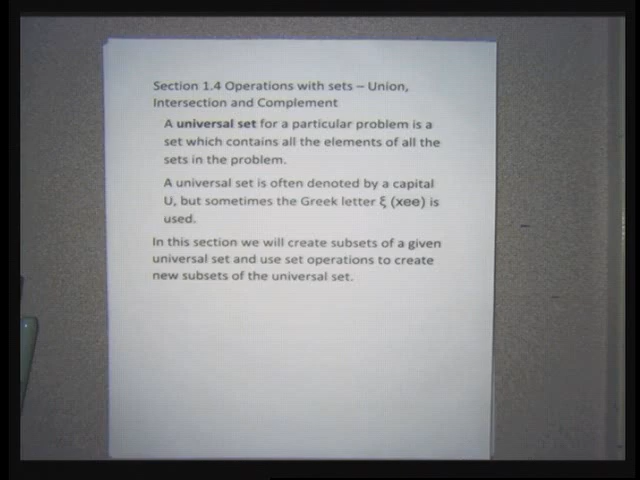 Section 1.4 Operations with sets – Union,
Intersection and Complement
A universal set for a particular problem is a
set which contains all the elements of all the
sets in the problem.
A universal set is often denoted by a capital
U, but sometimes the Greek letter ξ (xee) is
used.
In this section we will create subsets of a given
universal set and use set operations to create
new subsets of the universal set.